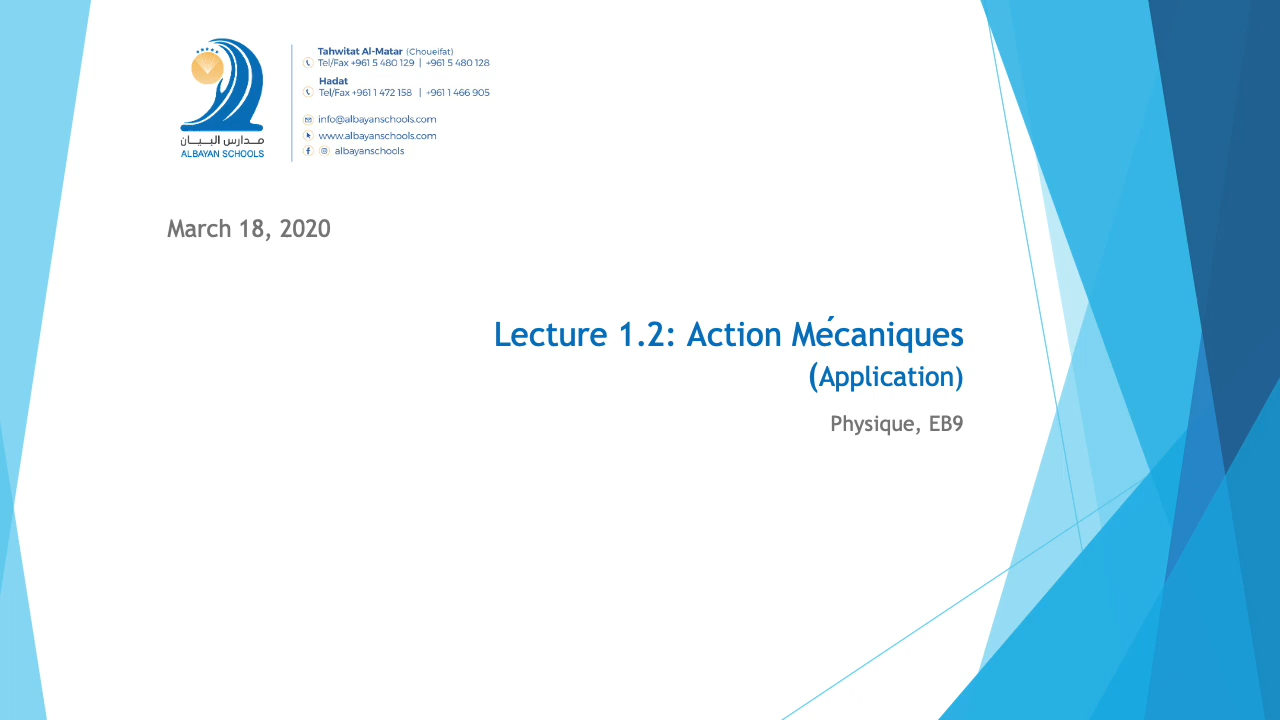 Tahwitat Al-Matar (Choueifat)
Tel/Fax +961 5 480 129 | +961 5 480 128
Hadat
Tel/Fax +961 1 472 158 | +961 1 466 905
info@albayanschools.com
www.albayanschools.com
albayanschools
مدارس البيان
ALBAYAN SCHOOLS
March 18, 2020
Lecture 1.2: Action Mécaniques
(Application)
Physique, EB9